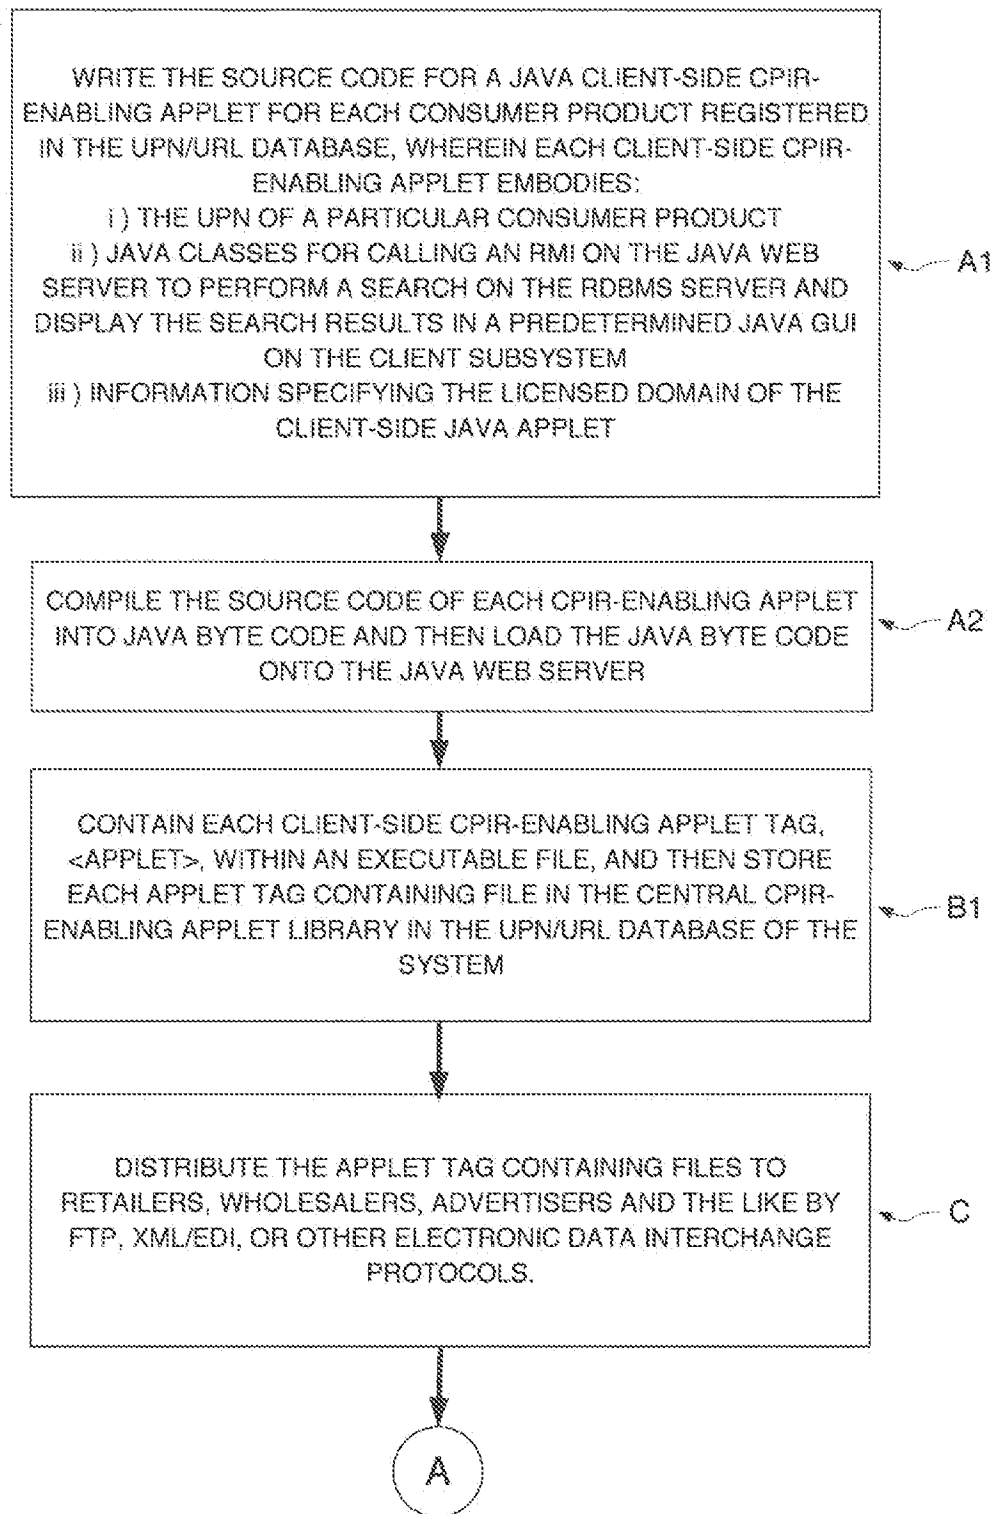 WRITE THE SOURCE CODE FOR A JAVA CLIENT-SIDE CPIR-
ENABLING APPLET FOR EACH CONSUMER PRODUCT REGISTERED
IN THE UPN/URL DATABASE, WHEREIN EACH CLIENT-SIDE CPIR-
ENABLING APPLET EMBODIES:
i ) THE UPN OF A PARTICULAR CONSUMER PRODUCT
ii ) JAVA CLASSES FOR CALLING AN RMI ON THE JAVA WEB
SERVER TO PERFORM A SEARCH ON THE RDBMS SERVER AND
DISPLAY THE SEARCH RESULTS IN A PREDETERMINED JAVA GUI
ON THE CLIENT SUBSYSTEM
iii ) INFORMATION SPECIFYING THE LICENSED DOMAIN OF THE
CLIENT-SIDE JAVA APPLET
A1
COMPILE THE SOURCE CODE OF EACH CPIR-ENABLING APPLET
INTO JAVA BYTE CODE AND THEN LOAD THE JAVA BYTE CODE
ONTO THE JAVA WEB SERVER
A2
CONTAIN EACH CLIENT-SIDE CPIR-ENABLING APPLET TAG,
<APPLET>, WITHIN AN EXECUTABLE FILE, AND THEN STORE
EACH APPLET TAG CONTAINING FILE IN THE CENTRAL CPIR-
ENABLING APPLET LIBRARY IN THE UPN/URL DATABASE OF THE
SYSTEM
B1
DISTRIBUTE THE APPLET TAG CONTAINING FILES TO
RETAILERS, WHOLESALERS, ADVERTISERS AND THE LIKE BY
FTP, XML/EDI, OR OTHER ELECTRONIC DATA INTERCHANGE
PROTOCOLS.
C
A